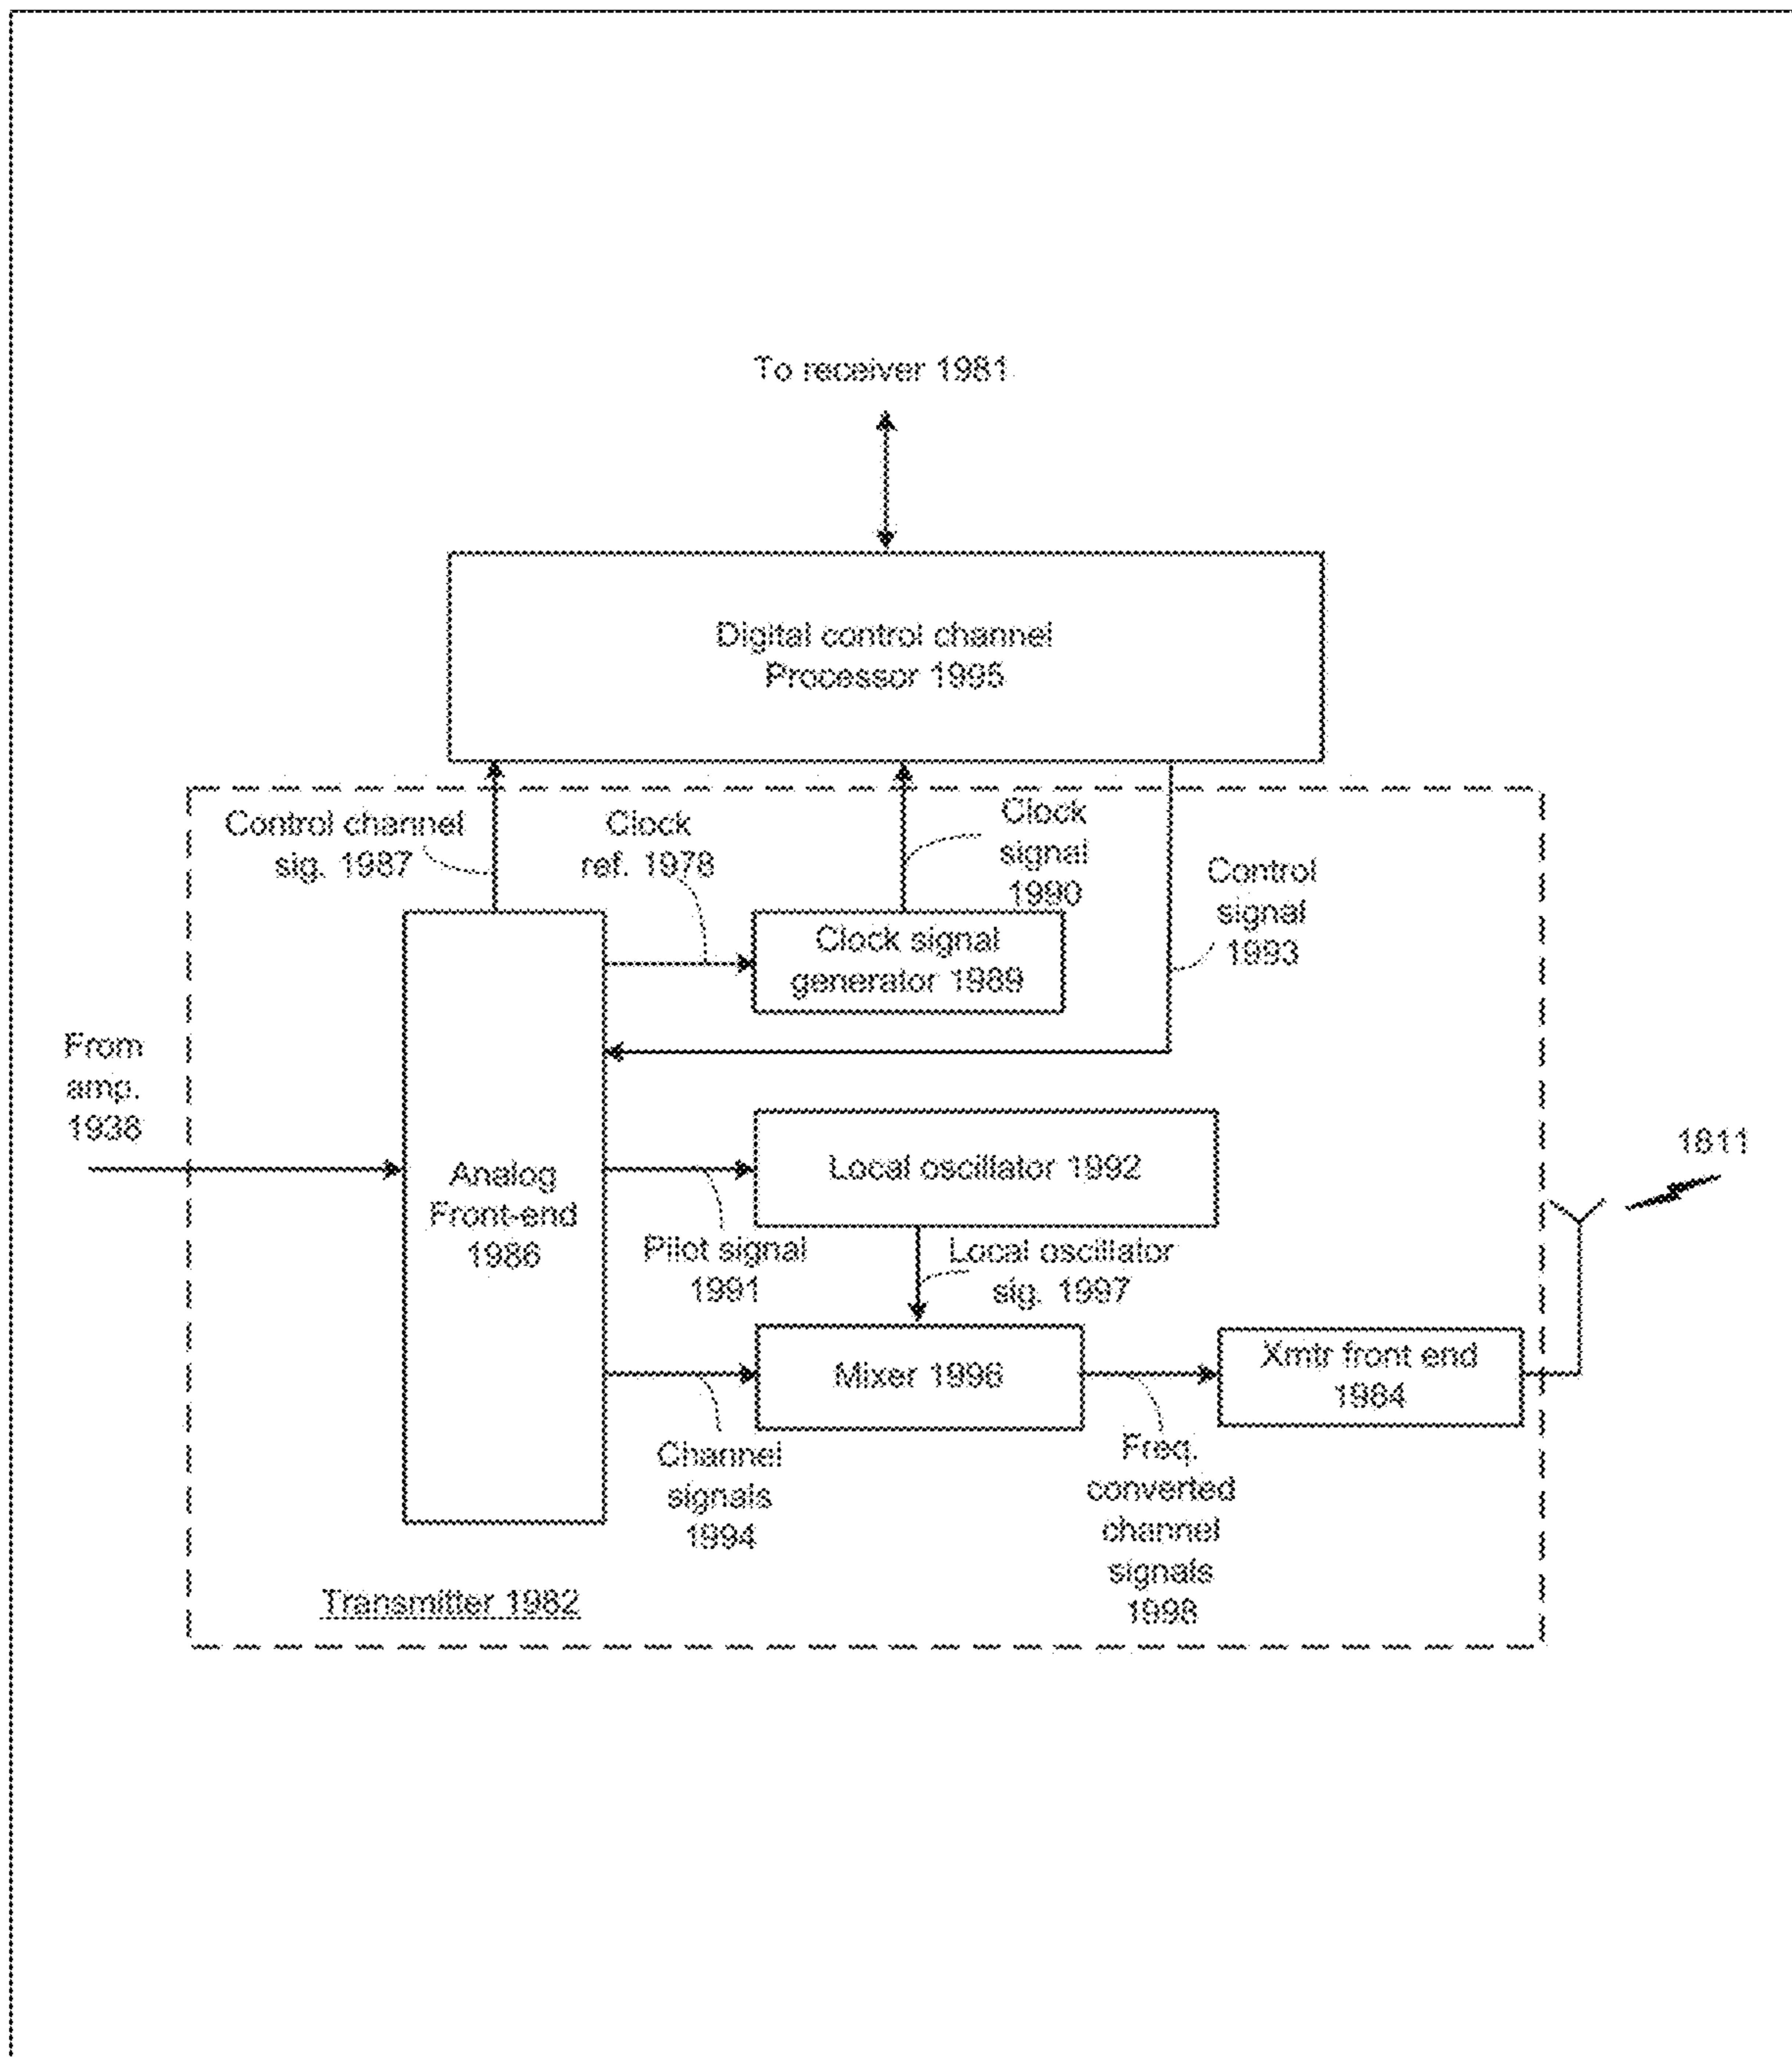 To receiver 1981
Digital control channel
Processor 1995
Control channel
sig. 1987
Clock
ref. 1978
Clock
signal
1990
Control
signal
1993
Clock signal
generator 1989
From
amp.
1938
Analog
Front-end
1986
Local oscillator 1992
1811
Pilot signal
1991
Local oscillator
sig. 1997
Mixer 1996
Xmtr front end
1984
Channel
signals
1994
Freq.
converted
channel
signals
1998
Transmitter 1982